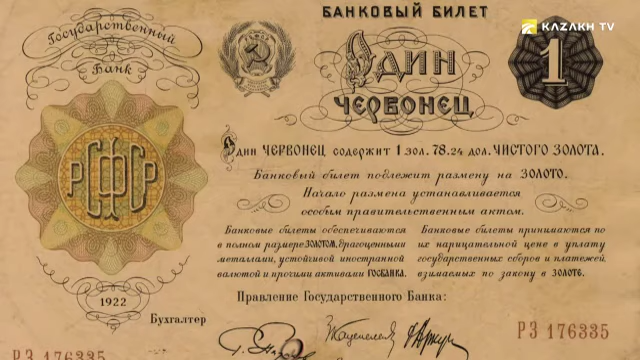 KAZAKH TV
БАНКОВЫЙ БИЛЕТ
Государственный
Банк
РСФСР
Один
ЧЕРВОНЕЦ
1
Один ЧЕРВОНЕЦ содержит 1 зол. 78.24 дол. ЧИСТОГО ЗОЛОТА.
Банковый билет подлежит размену на ЗОЛОТО.
Начало размена устанавливается
особым правительственным актом.
РСФСР
Банковые билеты обеспечиваются
в полном размере ЗОЛОТОМ, драгоценными
металлами, устойчивой иностранной
валютой и прочими активами ГОСБАНКА.
Банковые билеты принимаются по
их нарицательной цене в уплату
государственных сборов и платежей,
взимаемых по закону в ЗОЛОТЕ.
1922
Правление Государственного Банка:
Бухгалтер
РЗ 176335
РЗ 176335